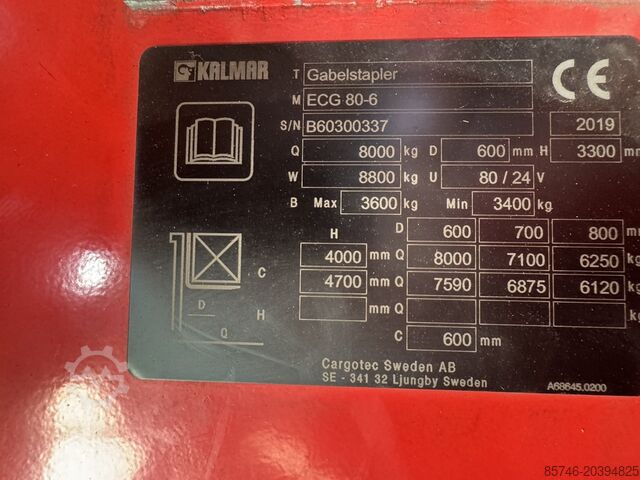 KALMAR T Gabelstapler CE
M ECG 80-6
S/N B60300337 2019
Q 8000 kg D 600 mm H 3300 mm
W 8800 kg U 80 / 24 V
B Max 3600 kg Min 3400 kg
H D 600 700 800 mm
4000 mm Q 8000 7100 6250 kg
C 4700 mm Q 7590 6875 6120 kg
D H mm Q kg
Q C 600 mm
Cargotec Sweden AB
SE - 341 32 Ljungby Sweden A68645.0200
85746-20394825